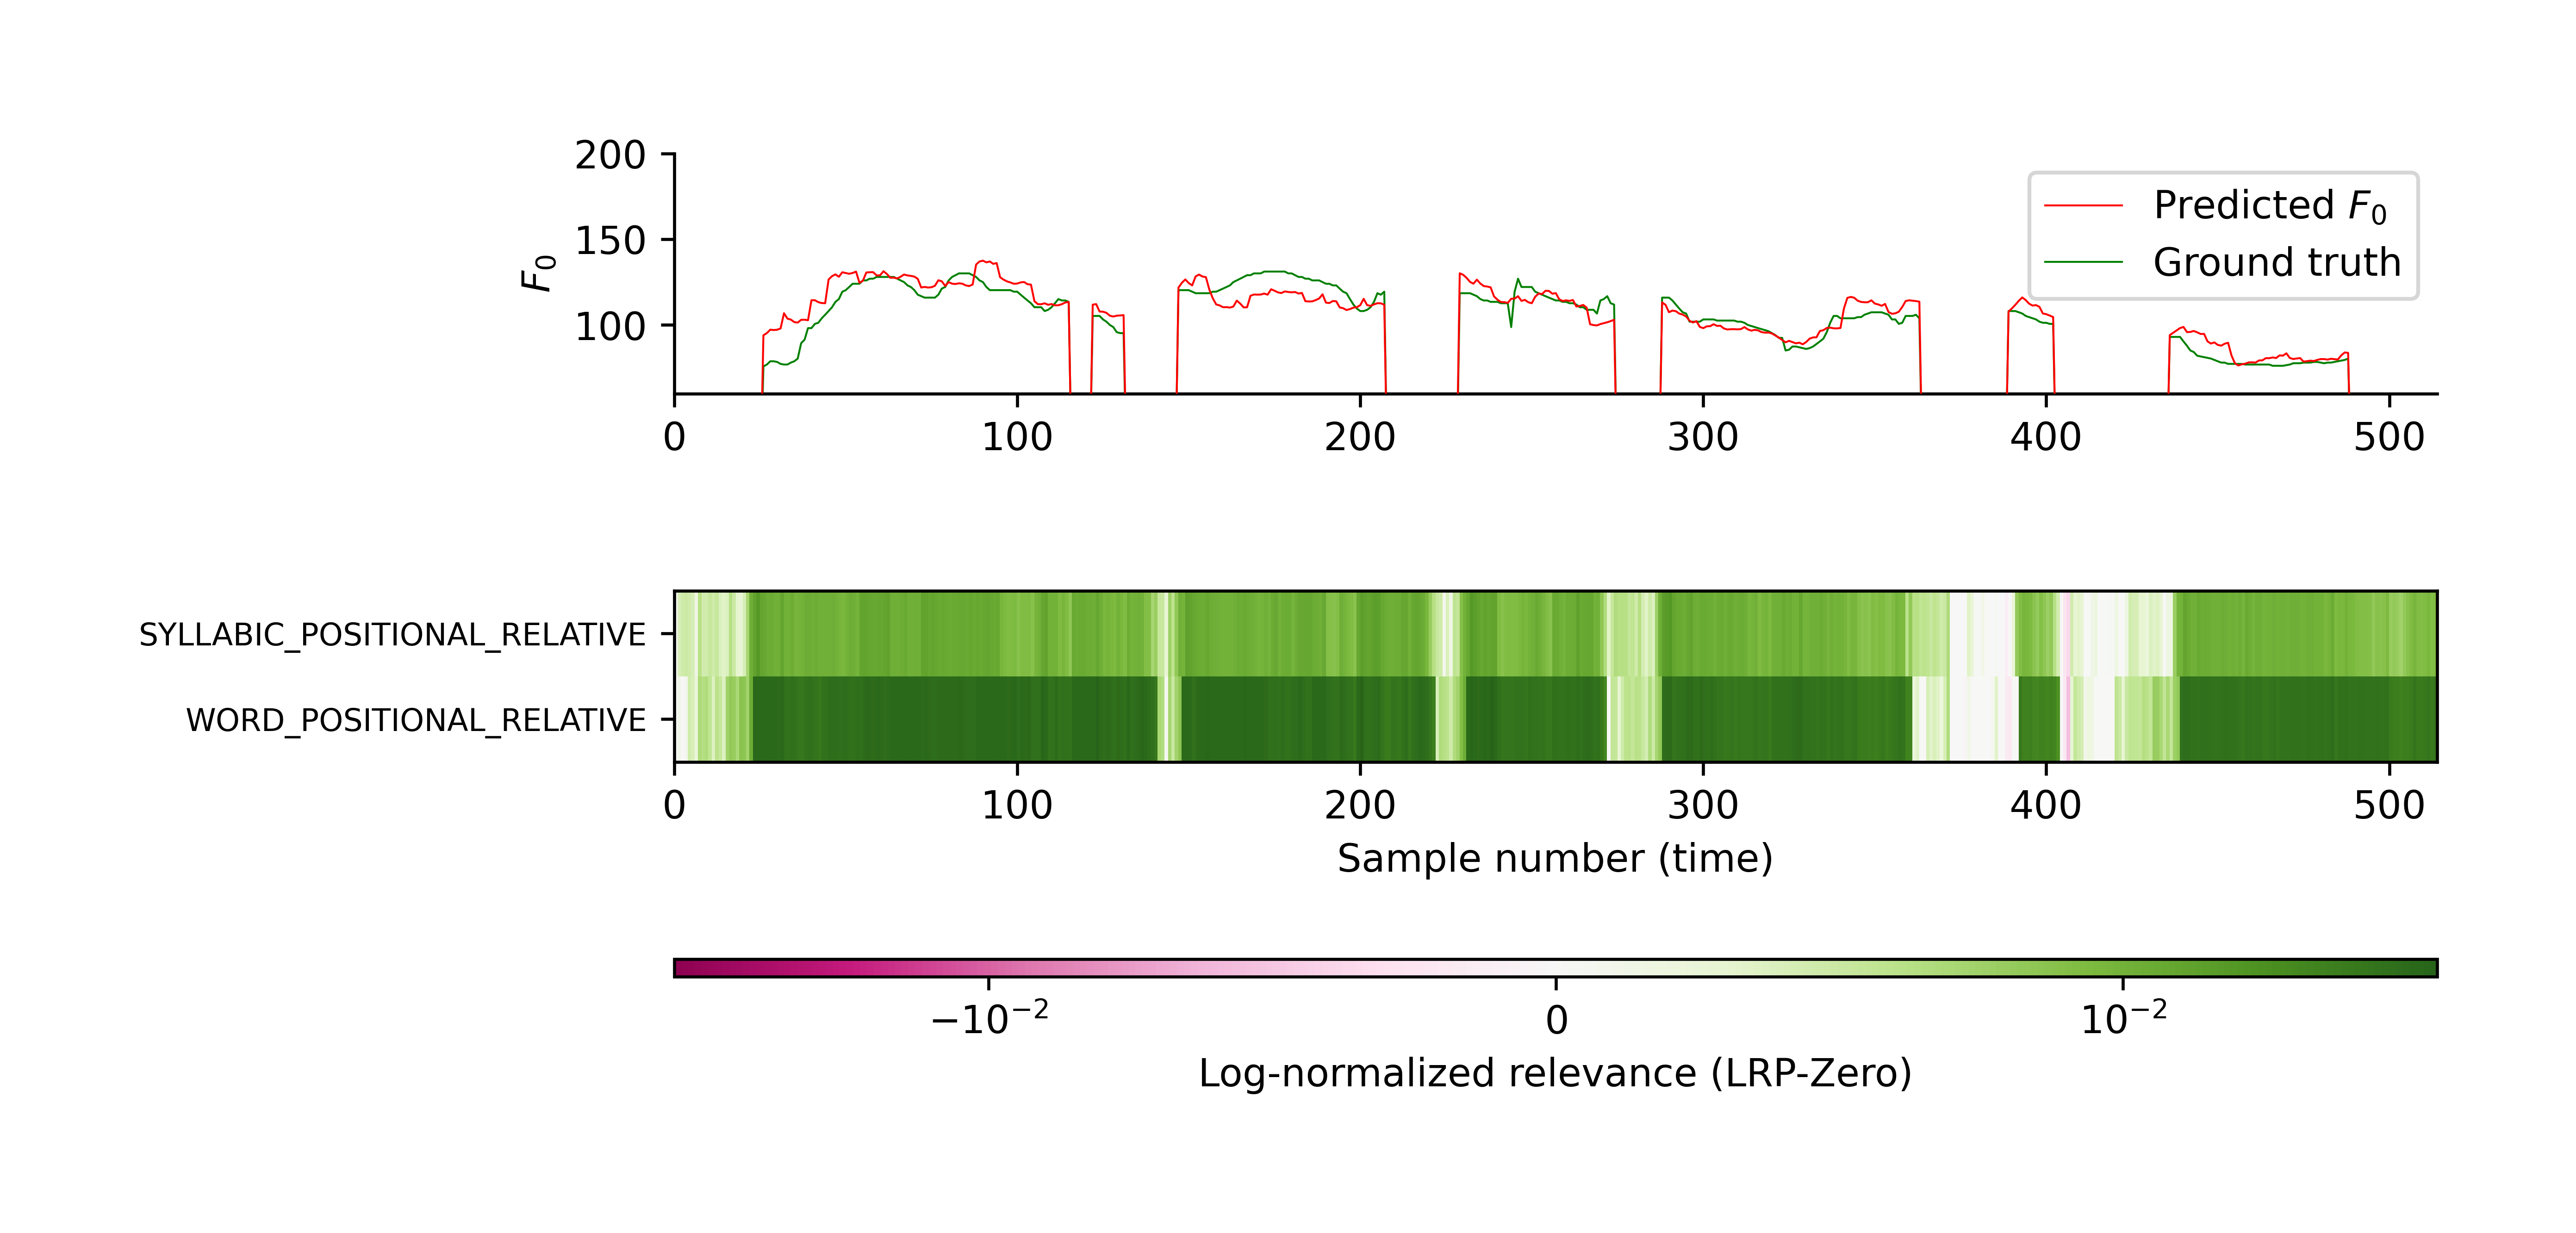 200
150
100
F0
Predicted F0
Ground truth
0 100 200 300 400 500
SYLLABIC_POSITIONAL_RELATIVE
WORD_POSITIONAL_RELATIVE
0 100 200 300 400 500
Sample number (time)
−10⁻² 0 10⁻²
Log-normalized relevance (LRP-Zero)